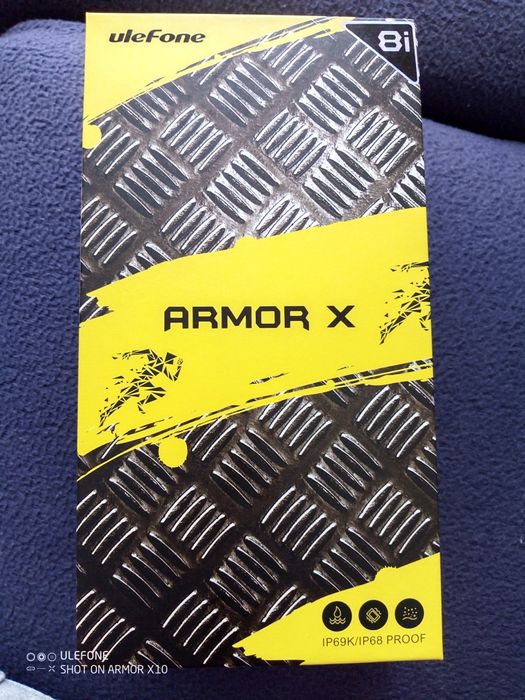 uleFone
8i
ARMOR X
IP69K/IP68 PROOF
ULEFONE
SHOT ON ARMOR X10